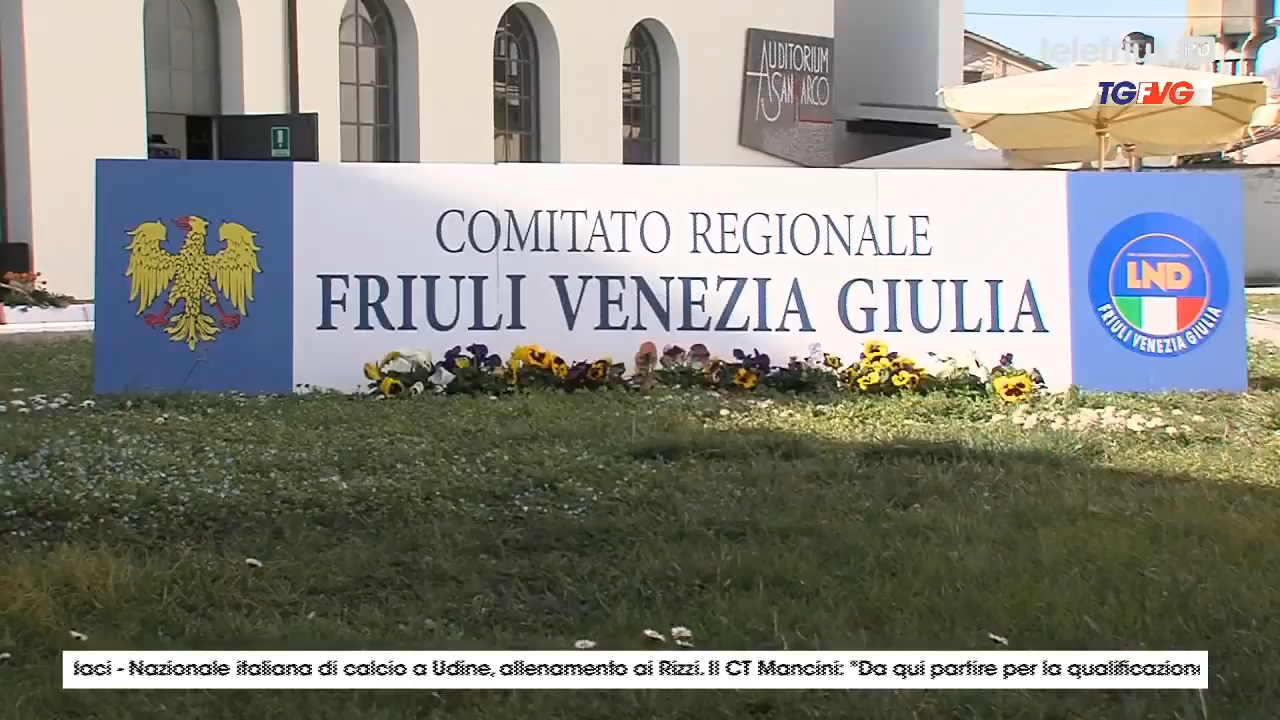 AUDITORIUM
SAN MARCO
telefriuli
TGFVG
COMITATO REGIONALE
FRIULI VENEZIA GIULIA
LND
FRIULI VENEZIA GIULIA
- Nazionale italiana di calcio a Udine, allenamento ai Rizzi. Il CT Mancini: "Da qui partire per la qualificazion